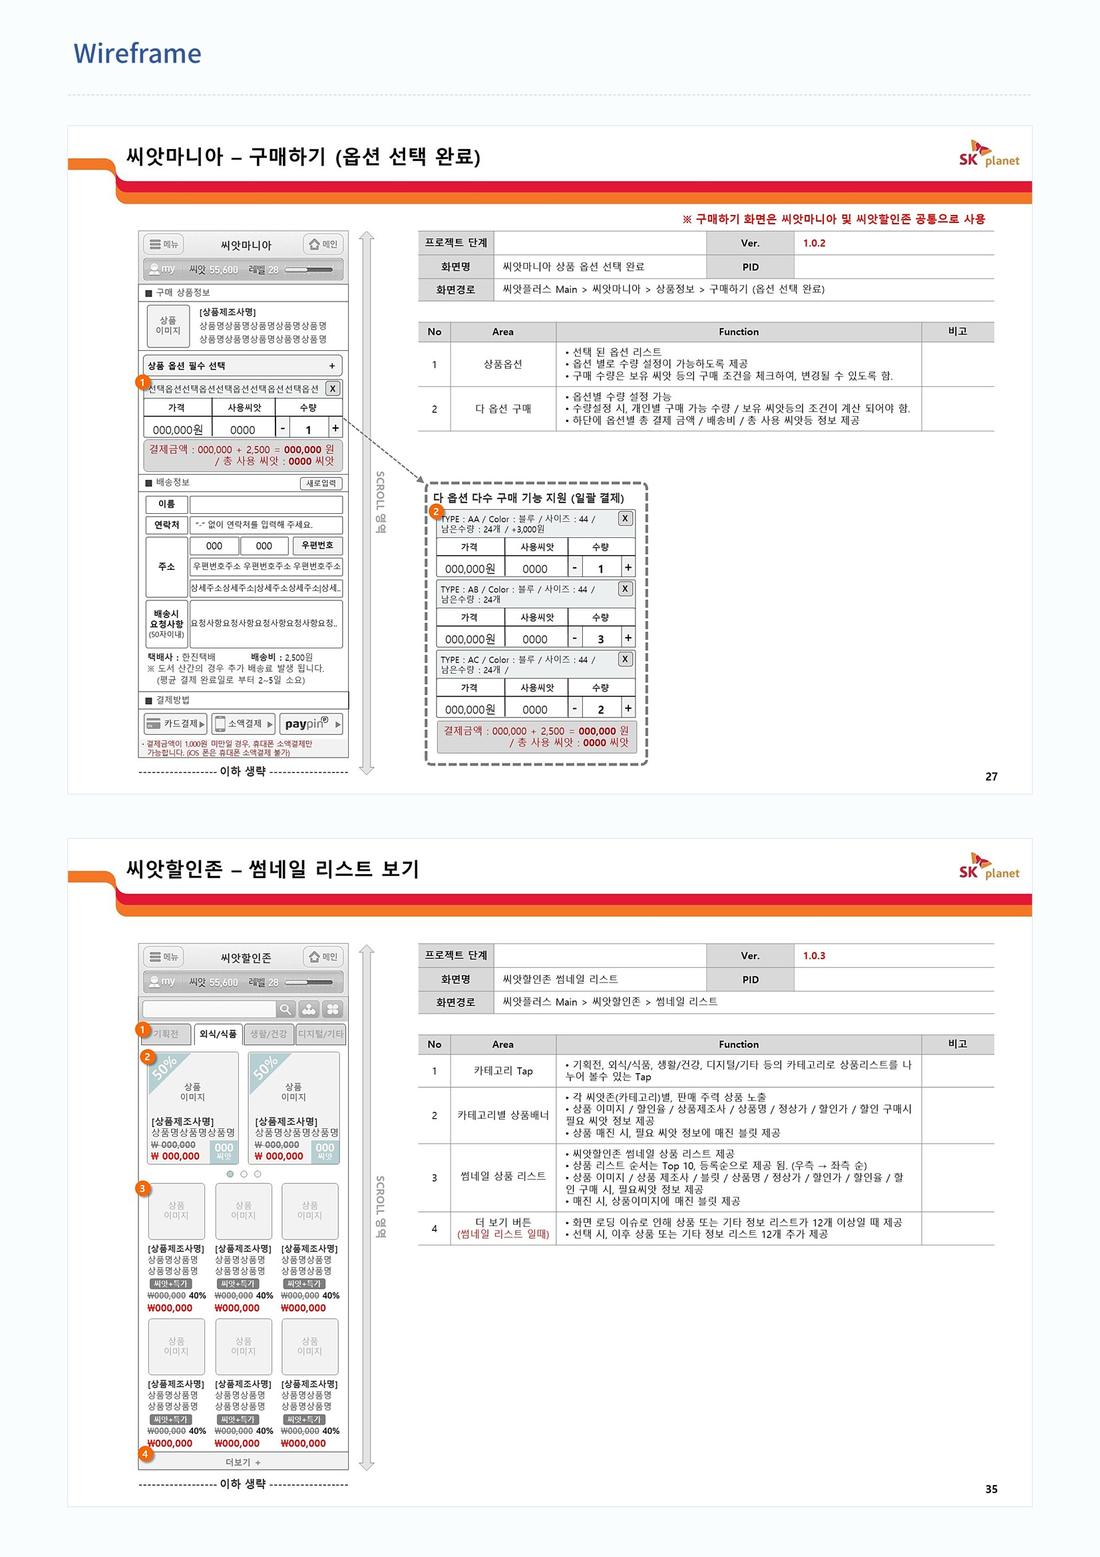 Wireframe
씨앗마니아 – 구매하기 (옵션 선택 완료)
SK planet
※ 구매하기 화면은 씨앗마니아 및 씨앗할인존 공통으로 사용
메뉴 씨앗마니아 메인
my 씨앗 55,600 레벨 28
■ 구매 상품정보
상품
이미지
[상품제조사명]
상품명상품명상품명상품명상품명
상품명상품명상품명상품명상품명
상품 옵션 필수 선택 +
1
선택옵션선택옵션선택옵션선택옵션선택옵션 X
가격 사용씨앗 수량
000,000원 0000 - 1 +
결제금액 : 000,000 + 2,500 = 000,000 원
/ 총 사용 씨앗 : 0000 씨앗
■ 배송정보 새로입력
이름
연락처 "-" 없이 연락처를 입력해 주세요.
주소 000 000 우편번호
우편번호주소 우편번호주소 우편번호주소
상세주소상세주소|상세주소상세주소|상세..
배송시
요청사항
(50자이내)
요청사항요청사항요청사항요청사항요청..
택배사 : 한진택배 배송비 : 2,500원
※ 도서 산간의 경우 추가 배송료 발생 됩니다.
(평균 결제 완료일로 부터 2~5일 소요)
■ 결제방법
카드결제▶ 소액결제 ▶ paypin ▶
- 결제금액이 1,000원 미만일 경우, 휴대폰 소액결제만
가능합니다. (iOS 폰은 휴대폰 소액결제 불가)
이하 생략
SCROLL 영역
프로젝트 단계 Ver. 1.0.2
화면명 씨앗마니아 상품 옵션 선택 완료 PID
화면경로 씨앗플러스 Main > 씨앗마니아 > 상품정보 > 구매하기 (옵션 선택 완료)
No Area Function 비고
1 상품옵션
• 선택 된 옵션 리스트
• 옵션 별로 수량 설정이 가능하도록 제공
• 구매 수량은 보유 씨앗 등의 구매 조건을 체크하여, 변경될 수 있도록 함.
2 다 옵션 구매
• 옵션별 수량 설정 가능
• 수량설정 시, 개인별 구매 가능 수량 / 보유 씨앗등의 조건이 계산 되어야 함.
• 하단에 옵션별 총 결제 금액 / 배송비 / 총 사용 씨앗등 정보 제공
다 옵션 다수 구매 기능 지원 (일괄 결제)
2
TYPE : AA / Color : 블루 / 사이즈 : 44 / X
남은수량 : 24개 / +3,000원
가격 사용씨앗 수량
000,000원 0000 - 1 +
TYPE : AB / Color : 블루 / 사이즈 : 44 / X
남은수량 : 24개
가격 사용씨앗 수량
000,000원 0000 - 3 +
TYPE : AC / Color : 블루 / 사이즈 : 44 / X
남은수량 : 24개 /
가격 사용씨앗 수량
000,000원 0000 - 2 +
결제금액 : 000,000 + 2,500 = 000,000 원
/ 총 사용 씨앗 : 0000 씨앗
27
씨앗할인존 – 썸네일 리스트 보기
SK planet
메뉴 씨앗할인존 메인
my 씨앗 55,600 레벨 28
1
기획전 외식/식품 생활/건강 디지털/기타
2
50% 50%
상품 상품
이미지 이미지
[상품제조사명] [상품제조사명]
상품명상품명상품명 상품명상품명상품명
₩ 000,000 000 ₩ 000,000 000
₩ 000,000 씨앗 ₩ 000,000 씨앗
3
상품 상품 상품
이미지 이미지 이미지
[상품제조사명] [상품제조사명] [상품제조사명]
상품명상품명 상품명상품명 상품명상품명
상품명상품명 상품명상품명 상품명상품명
씨앗+특가 씨앗+특가 씨앗+특가
₩000,000 40% ₩000,000 40% ₩000,000 40%
₩000,000 ₩000,000 ₩000,000
상품 상품 상품
이미지 이미지 이미지
[상품제조사명] [상품제조사명] [상품제조사명]
상품명상품명 상품명상품명 상품명상품명
상품명상품명 상품명상품명 상품명상품명
씨앗+특가 씨앗+특가 씨앗+특가
₩000,000 40% ₩000,000 40% ₩000,000 40%
₩000,000 ₩000,000 ₩000,000
4
더보기 +
이하 생략
SCROLL 영역
프로젝트 단계 Ver. 1.0.3
화면명 씨앗할인존 썸네일 리스트 PID
화면경로 씨앗플러스 Main > 씨앗할인존 > 썸네일 리스트
No Area Function 비고
1 카테고리 Tap
• 기획전, 외식/식품, 생활/건강, 디지털/기타 등의 카테고리로 상품리스트를 나
누어 볼수 있는 Tap
2 카테고리별 상품배너
• 각 씨앗존(카테고리)별, 판매 주력 상품 노출
• 상품 이미지 / 할인율 / 상품제조사 / 상품명 / 정상가 / 할인가 / 할인 구매시
필요 씨앗 정보 제공
• 상품 매진 시, 필요 씨앗 정보에 매진 블릿 제공
3 썸네일 상품 리스트
• 씨앗할인존 썸네일 상품 리스트 제공
• 상품 리스트 순서는 Top 10, 등록순으로 제공 됨. (우측 → 좌측 순)
• 상품 이미지 / 상품 제조사 / 블릿 / 상품명 / 정상가 / 할인가 / 할인율 / 할
인 구매 시, 필요씨앗 정보 제공
• 매진 시, 상품이미지에 매진 블릿 제공
4 더 보기 버튼
(썸네일 리스트 일때)
• 화면 로딩 이슈로 인해 상품 또는 기타 정보 리스트가 12개 이상일 때 제공
• 선택 시, 이후 상품 또는 기타 정보 리스트 12개 추가 제공
35